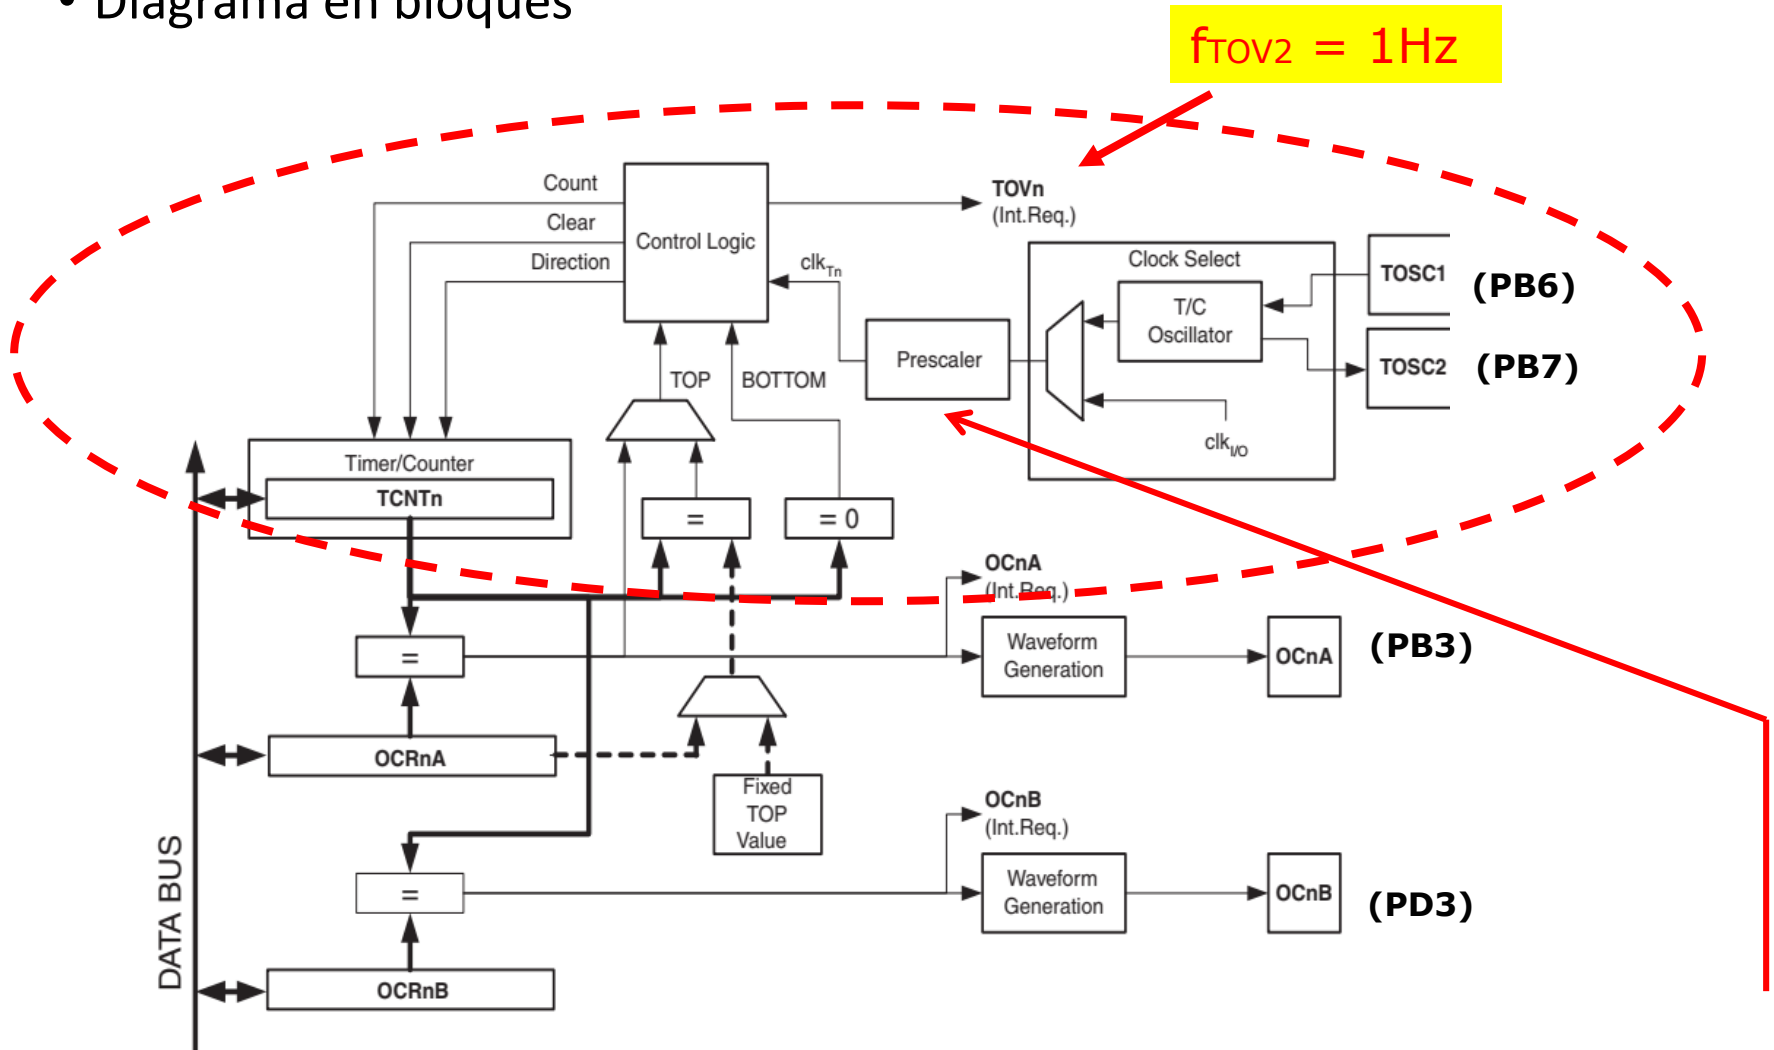 • Diagrama en bloques
fTOV2 = 1Hz
Count
Clear
Direction
Control Logic
TOVn
(Int.Req.)
clkTn
Clock Select
TOSC1
(PB6)
T/C
Oscillator
Prescaler
TOSC2
(PB7)
TOP
BOTTOM
clkI/O
Timer/Counter
TCNTn
=
= 0
OCnA
(Int.Req.)
=
Waveform
Generation
OCnA
(PB3)
OCRnA
Fixed
TOP
Value
OCnB
(Int.Req.)
DATA BUS
=
Waveform
Generation
OCnB
(PD3)
OCRnB